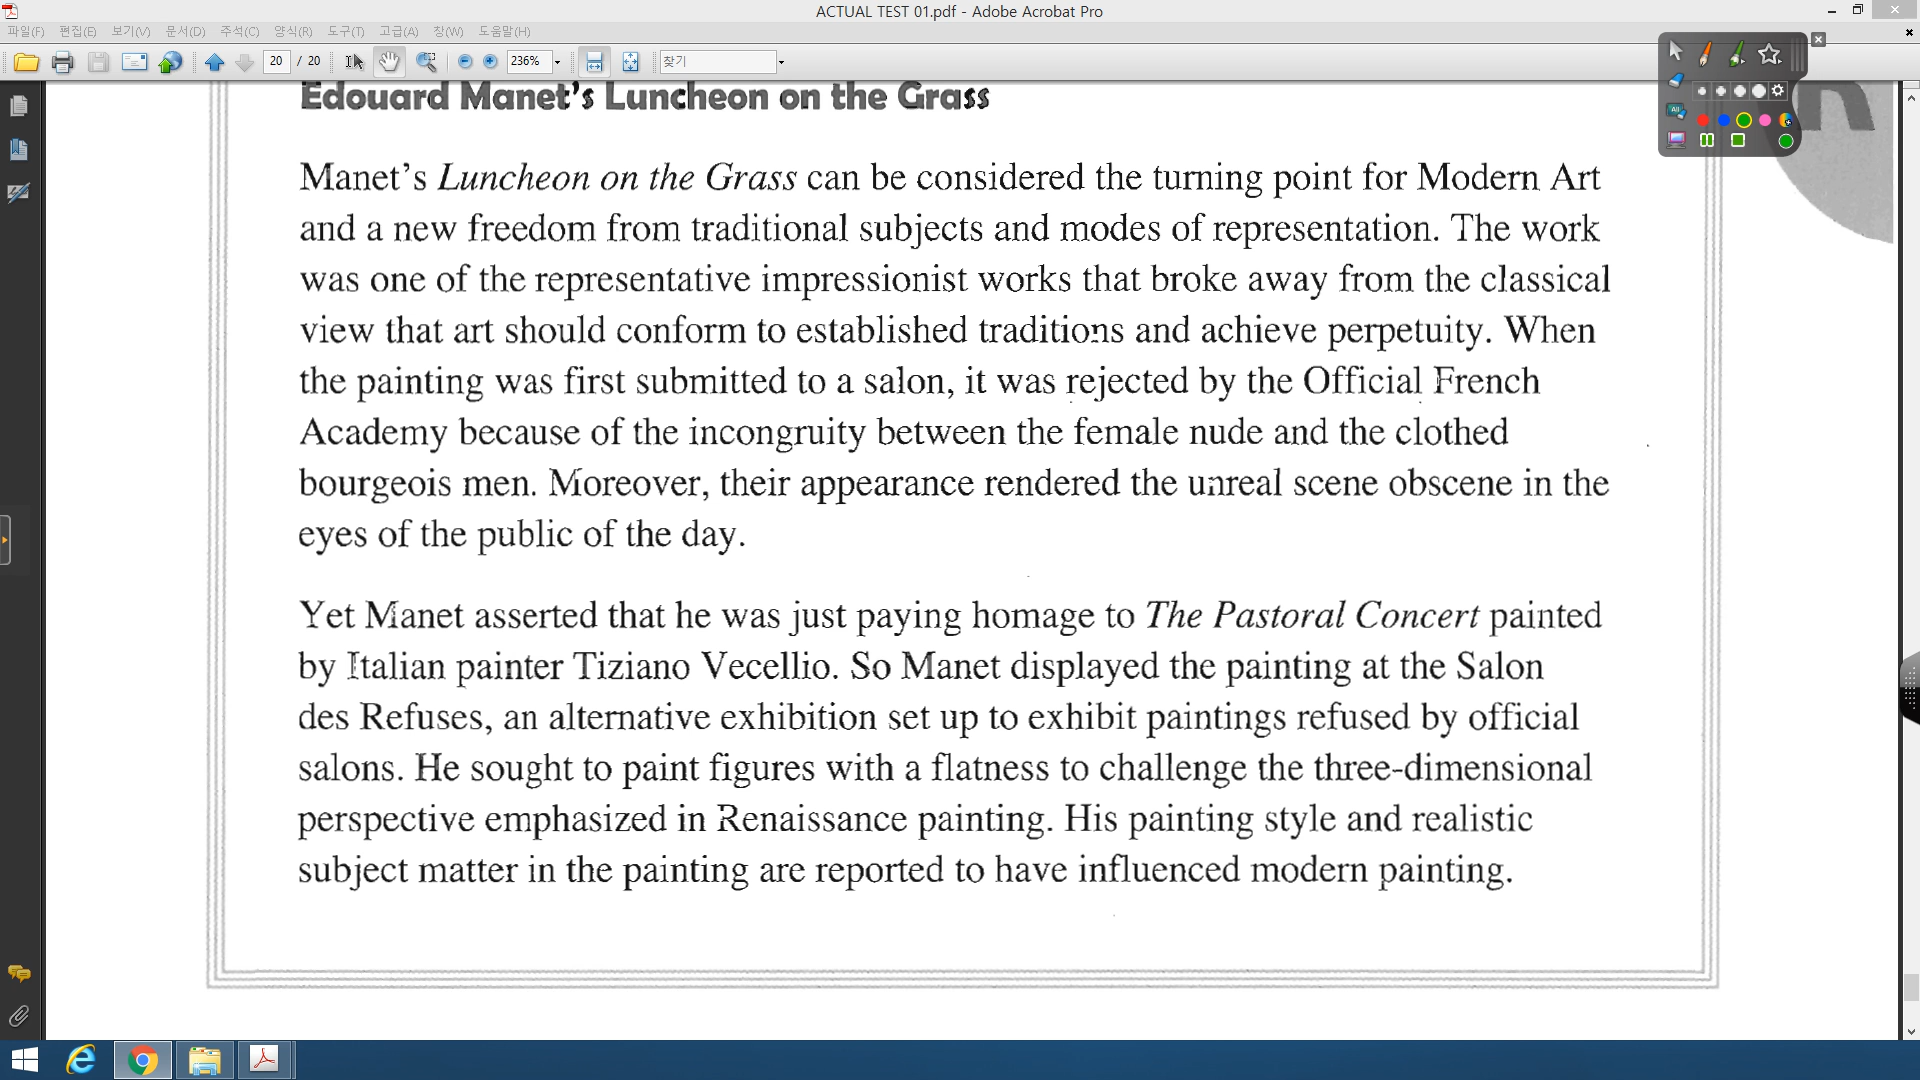 ACTUAL TEST 01.pdf - Adobe Acrobat Pro
파일(F) 편집(E) 보기(V) 문서(D) 주석(C) 양식(R) 도구(T) 고급(A) 창(W) 도움말(H)
20 / 20 236% 찾기
Edouard Manet's Luncheon on the Grass
Manet's Luncheon on the Grass can be considered the turning point for Modern Art
and a new freedom from traditional subjects and modes of representation. The work
was one of the representative impressionist works that broke away from the classical
view that art should conform to established traditions and achieve perpetuity. When
the painting was first submitted to a salon, it was rejected by the Official French
Academy because of the incongruity between the female nude and the clothed
bourgeois men. Moreover, their appearance rendered the unreal scene obscene in the
eyes of the public of the day.
Yet Manet asserted that he was just paying homage to The Pastoral Concert painted
by Italian painter Tiziano Vecellio. So Manet displayed the painting at the Salon
des Refuses, an alternative exhibition set up to exhibit paintings refused by official
salons. He sought to paint figures with a flatness to challenge the three-dimensional
perspective emphasized in Renaissance painting. His painting style and realistic
subject matter in the painting are reported to have influenced modern painting.